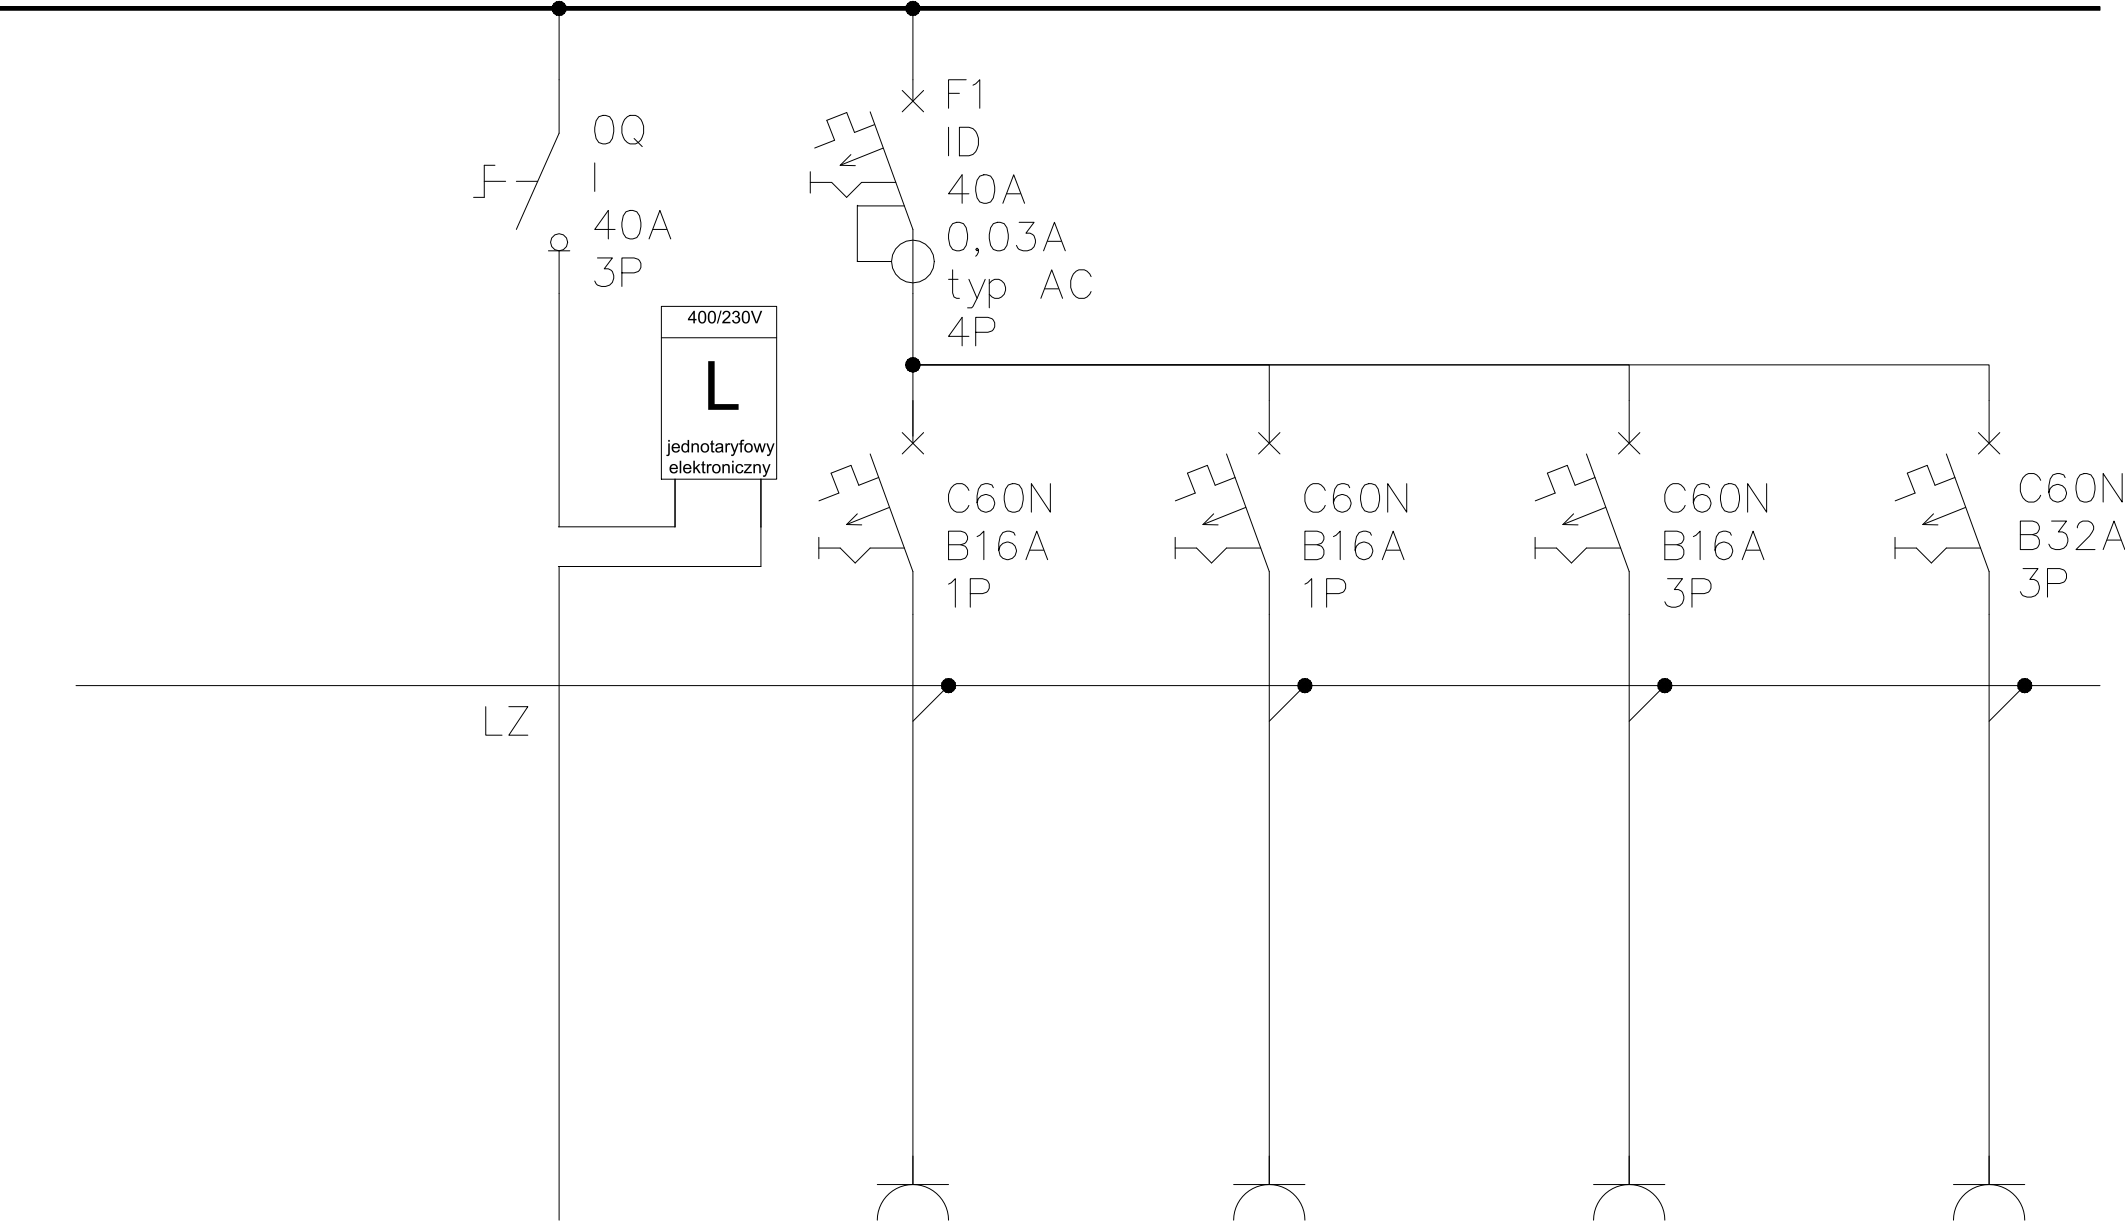 0Q
I
40A
3P
F1
ID
40A
0,03A
typ AC
4P
400/230V
L
jednotaryfowy
elektroniczny
C60N
B16A
1P
C60N
B16A
1P
C60N
B16A
3P
C60N
B32A
3P
LZ